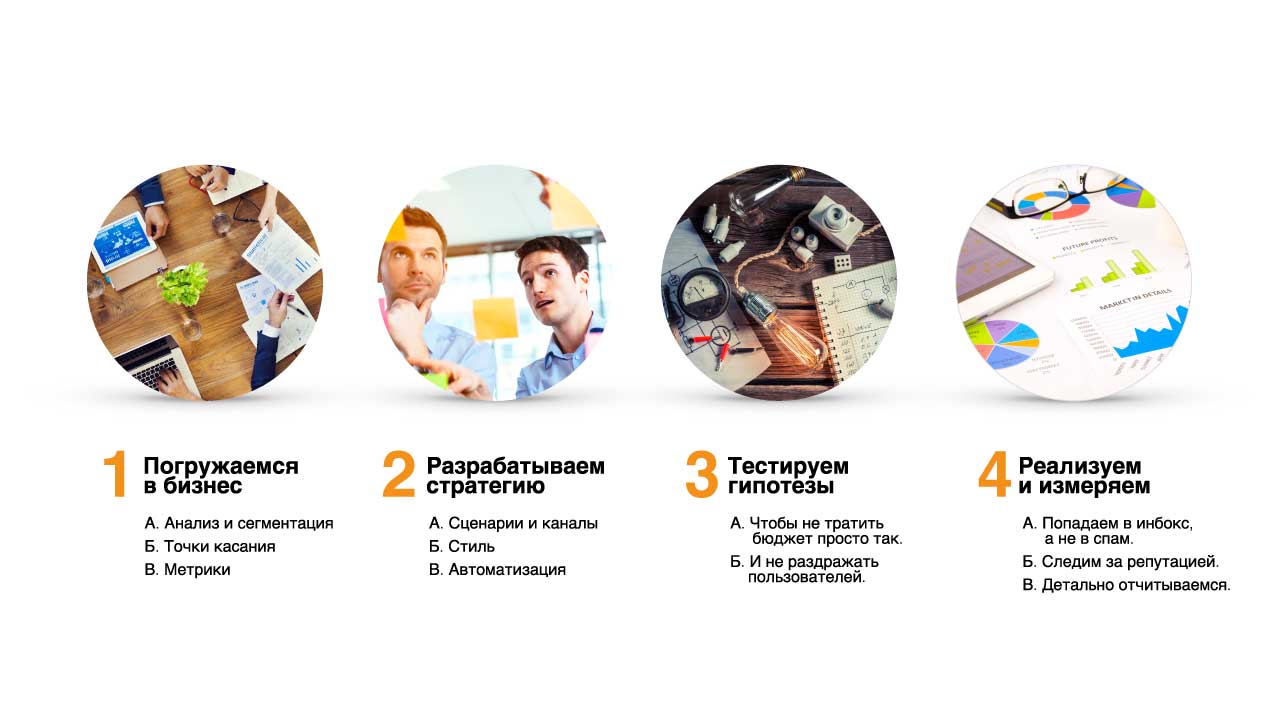 1 Погружаемся
в бизнес
А. Анализ и сегментация
Б. Точки касания
В. Метрики
2 Разрабатываем
стратегию
А. Сценарии и каналы
Б. Стиль
В. Автоматизация
3 Тестируем
гипотезы
А. Чтобы не тратить
бюджет просто так.
Б. И не раздражать
пользователей.
FUTURE PROFITS
MARKET IN DETAILS
4 Реализуем
и измеряем
А. Попадаем в инбокс,
а не в спам.
Б. Следим за репутацией.
В. Детально отчитываемся.